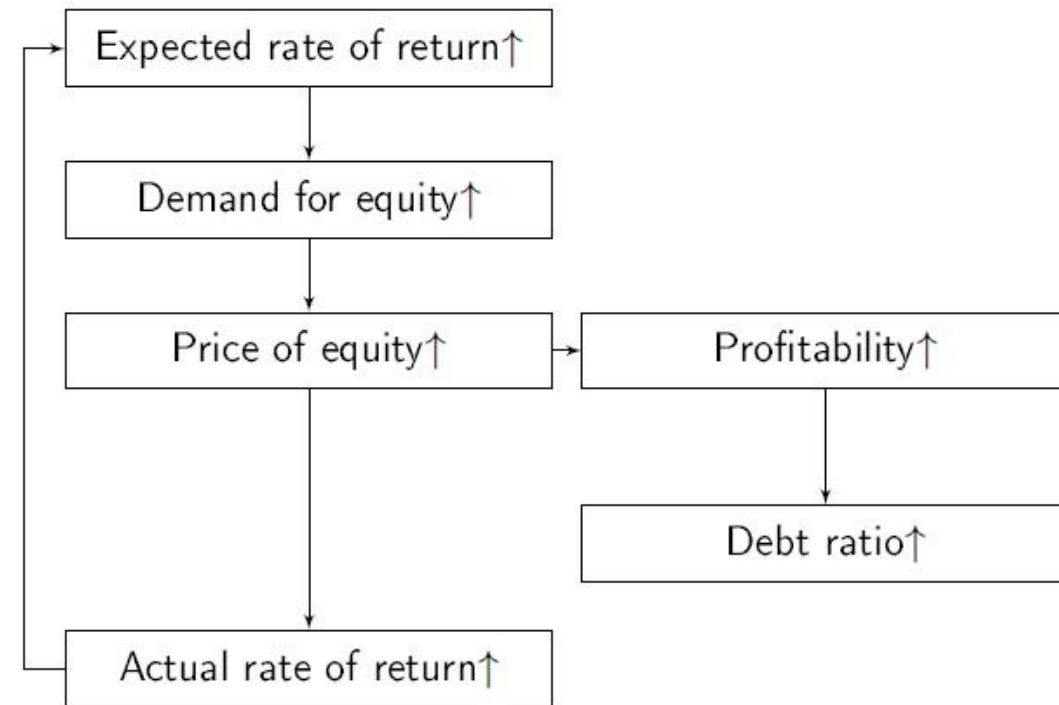 Expected rate of return↑
Demand for equity↑
Price of equity↑
Profitability↑
Debt ratio↑
Actual rate of return↑